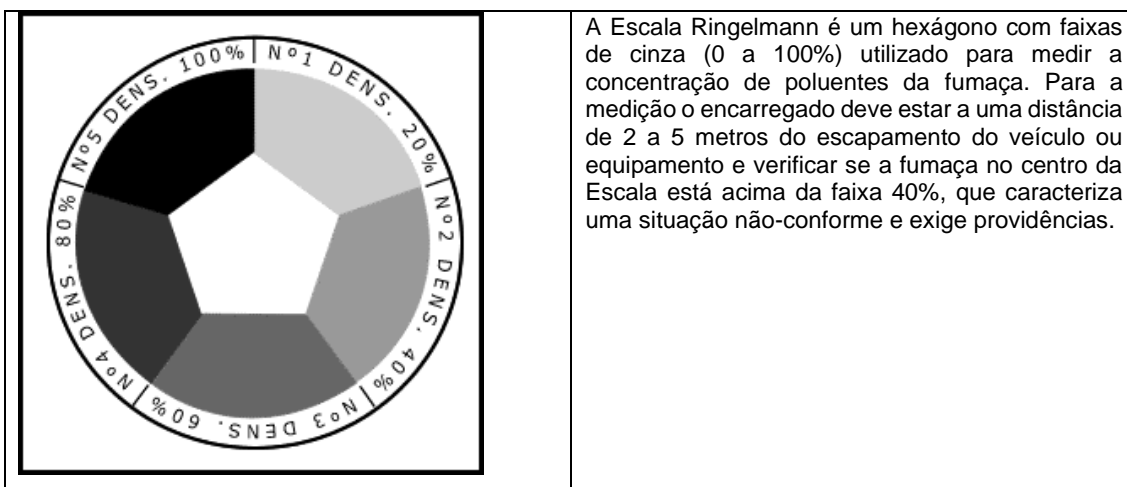 Nº1 DENS. 20%
Nº2 DENS. 40%
Nº3 DENS. 60%
Nº4 DENS. 80%
Nº5 DENS. 100%
A Escala Ringelmann é um hexágono com faixas
de cinza (0 a 100%) utilizado para medir a
concentração de poluentes da fumaça. Para a
medição o encarregado deve estar a uma distância
de 2 a 5 metros do escapamento do veículo ou
equipamento e verificar se a fumaça no centro da
Escala está acima da faixa 40%, que caracteriza
uma situação não-conforme e exige providências.